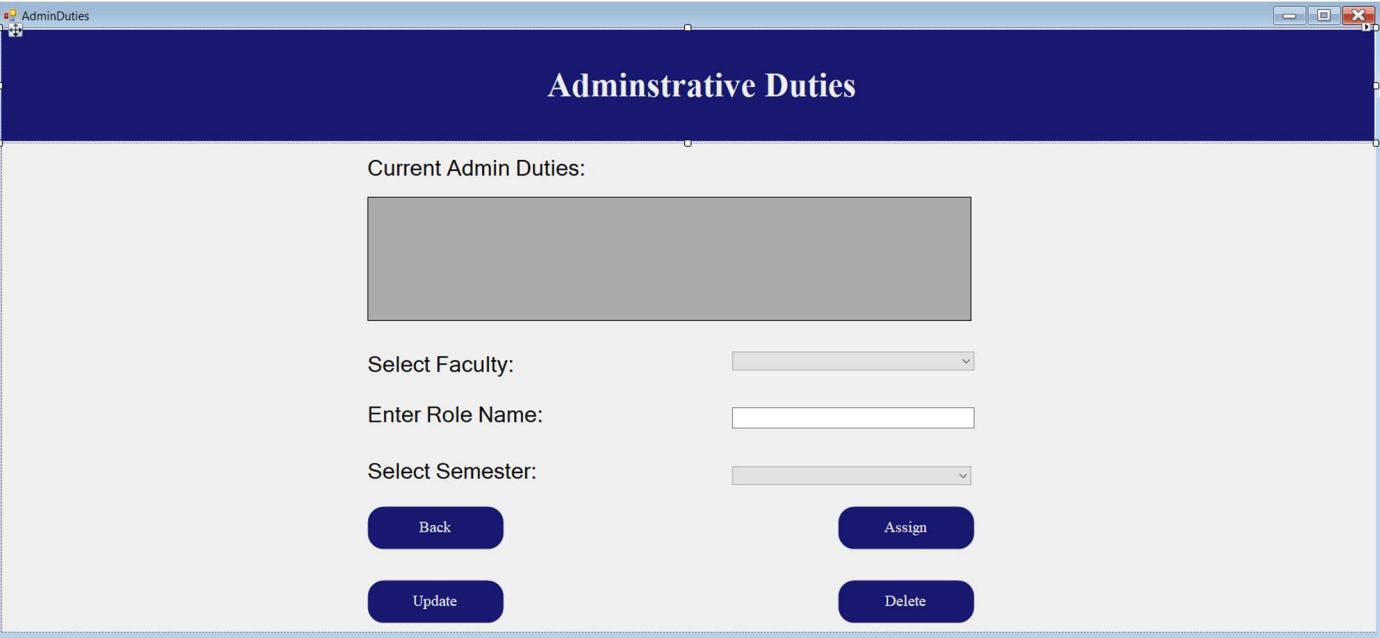 AdminDuties
Adminstrative Duties
Current Admin Duties:
Select Faculty:
Enter Role Name:
Select Semester:
Back
Assign
Update
Delete